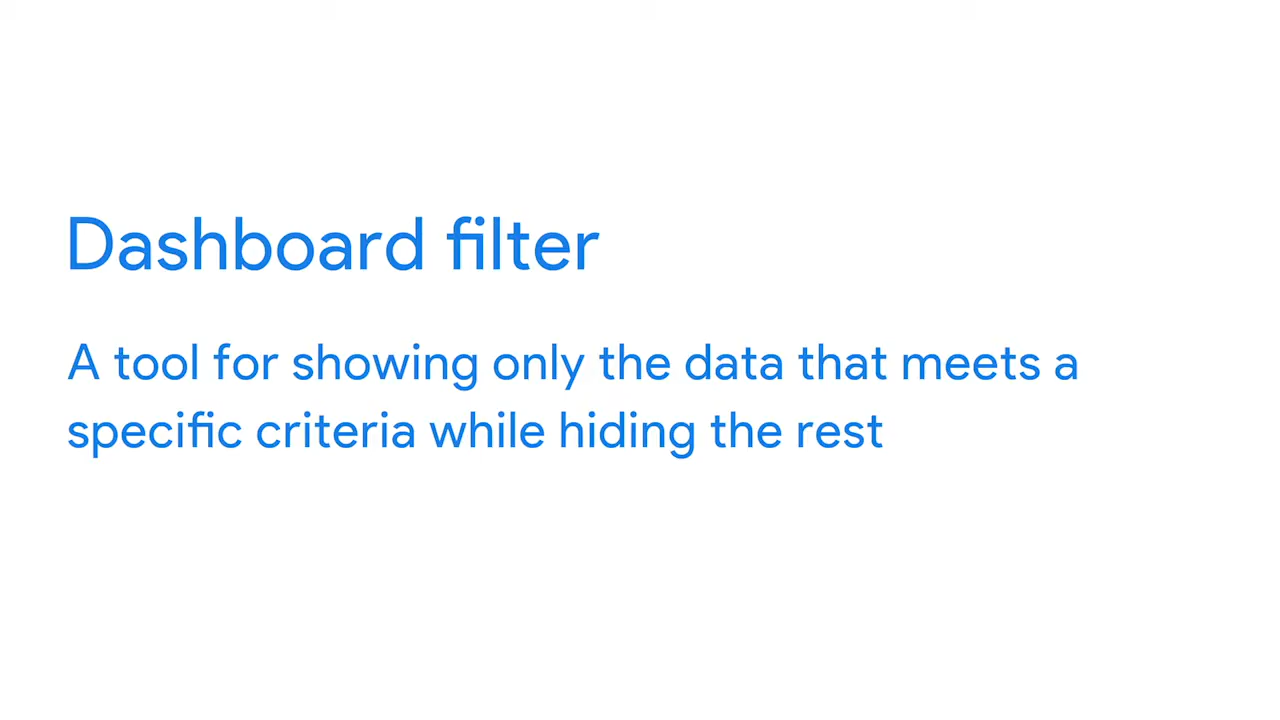 Dashboard filter
A tool for showing only the data that meets a
specific criteria while hiding the rest